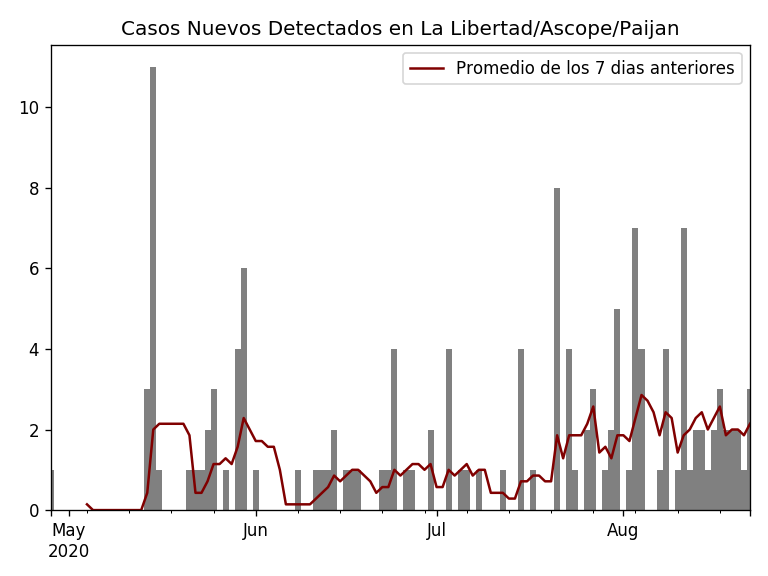 Casos Nuevos Detectados en La Libertad/Ascope/Paijan
Promedio de los 7 dias anteriores
10
8
6
4
2
0
May Jun Jul Aug
2020